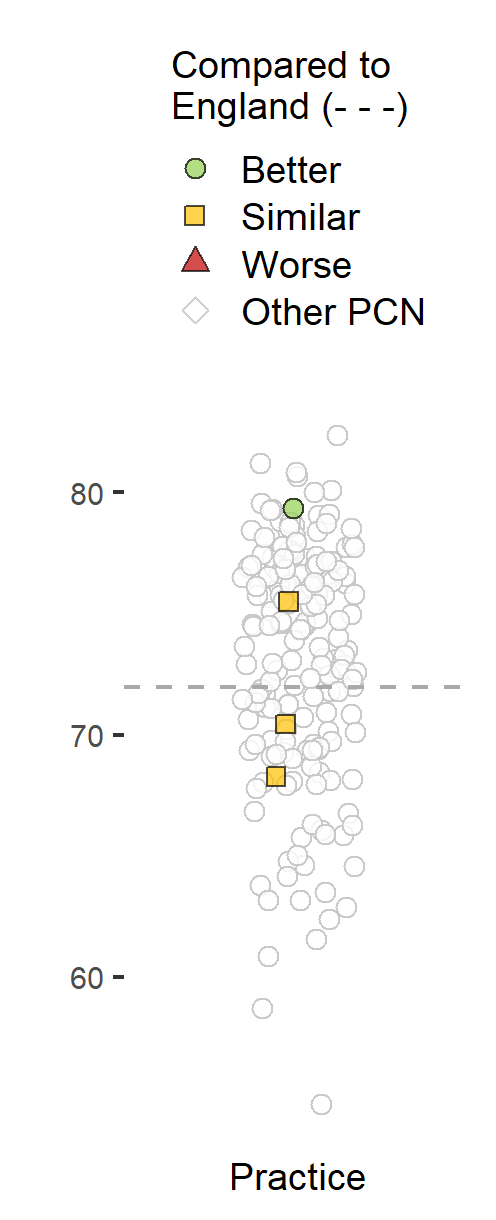 Compared to
England (- - -)
Better
Similar
Worse
Other PCN
80
70
60
Practice